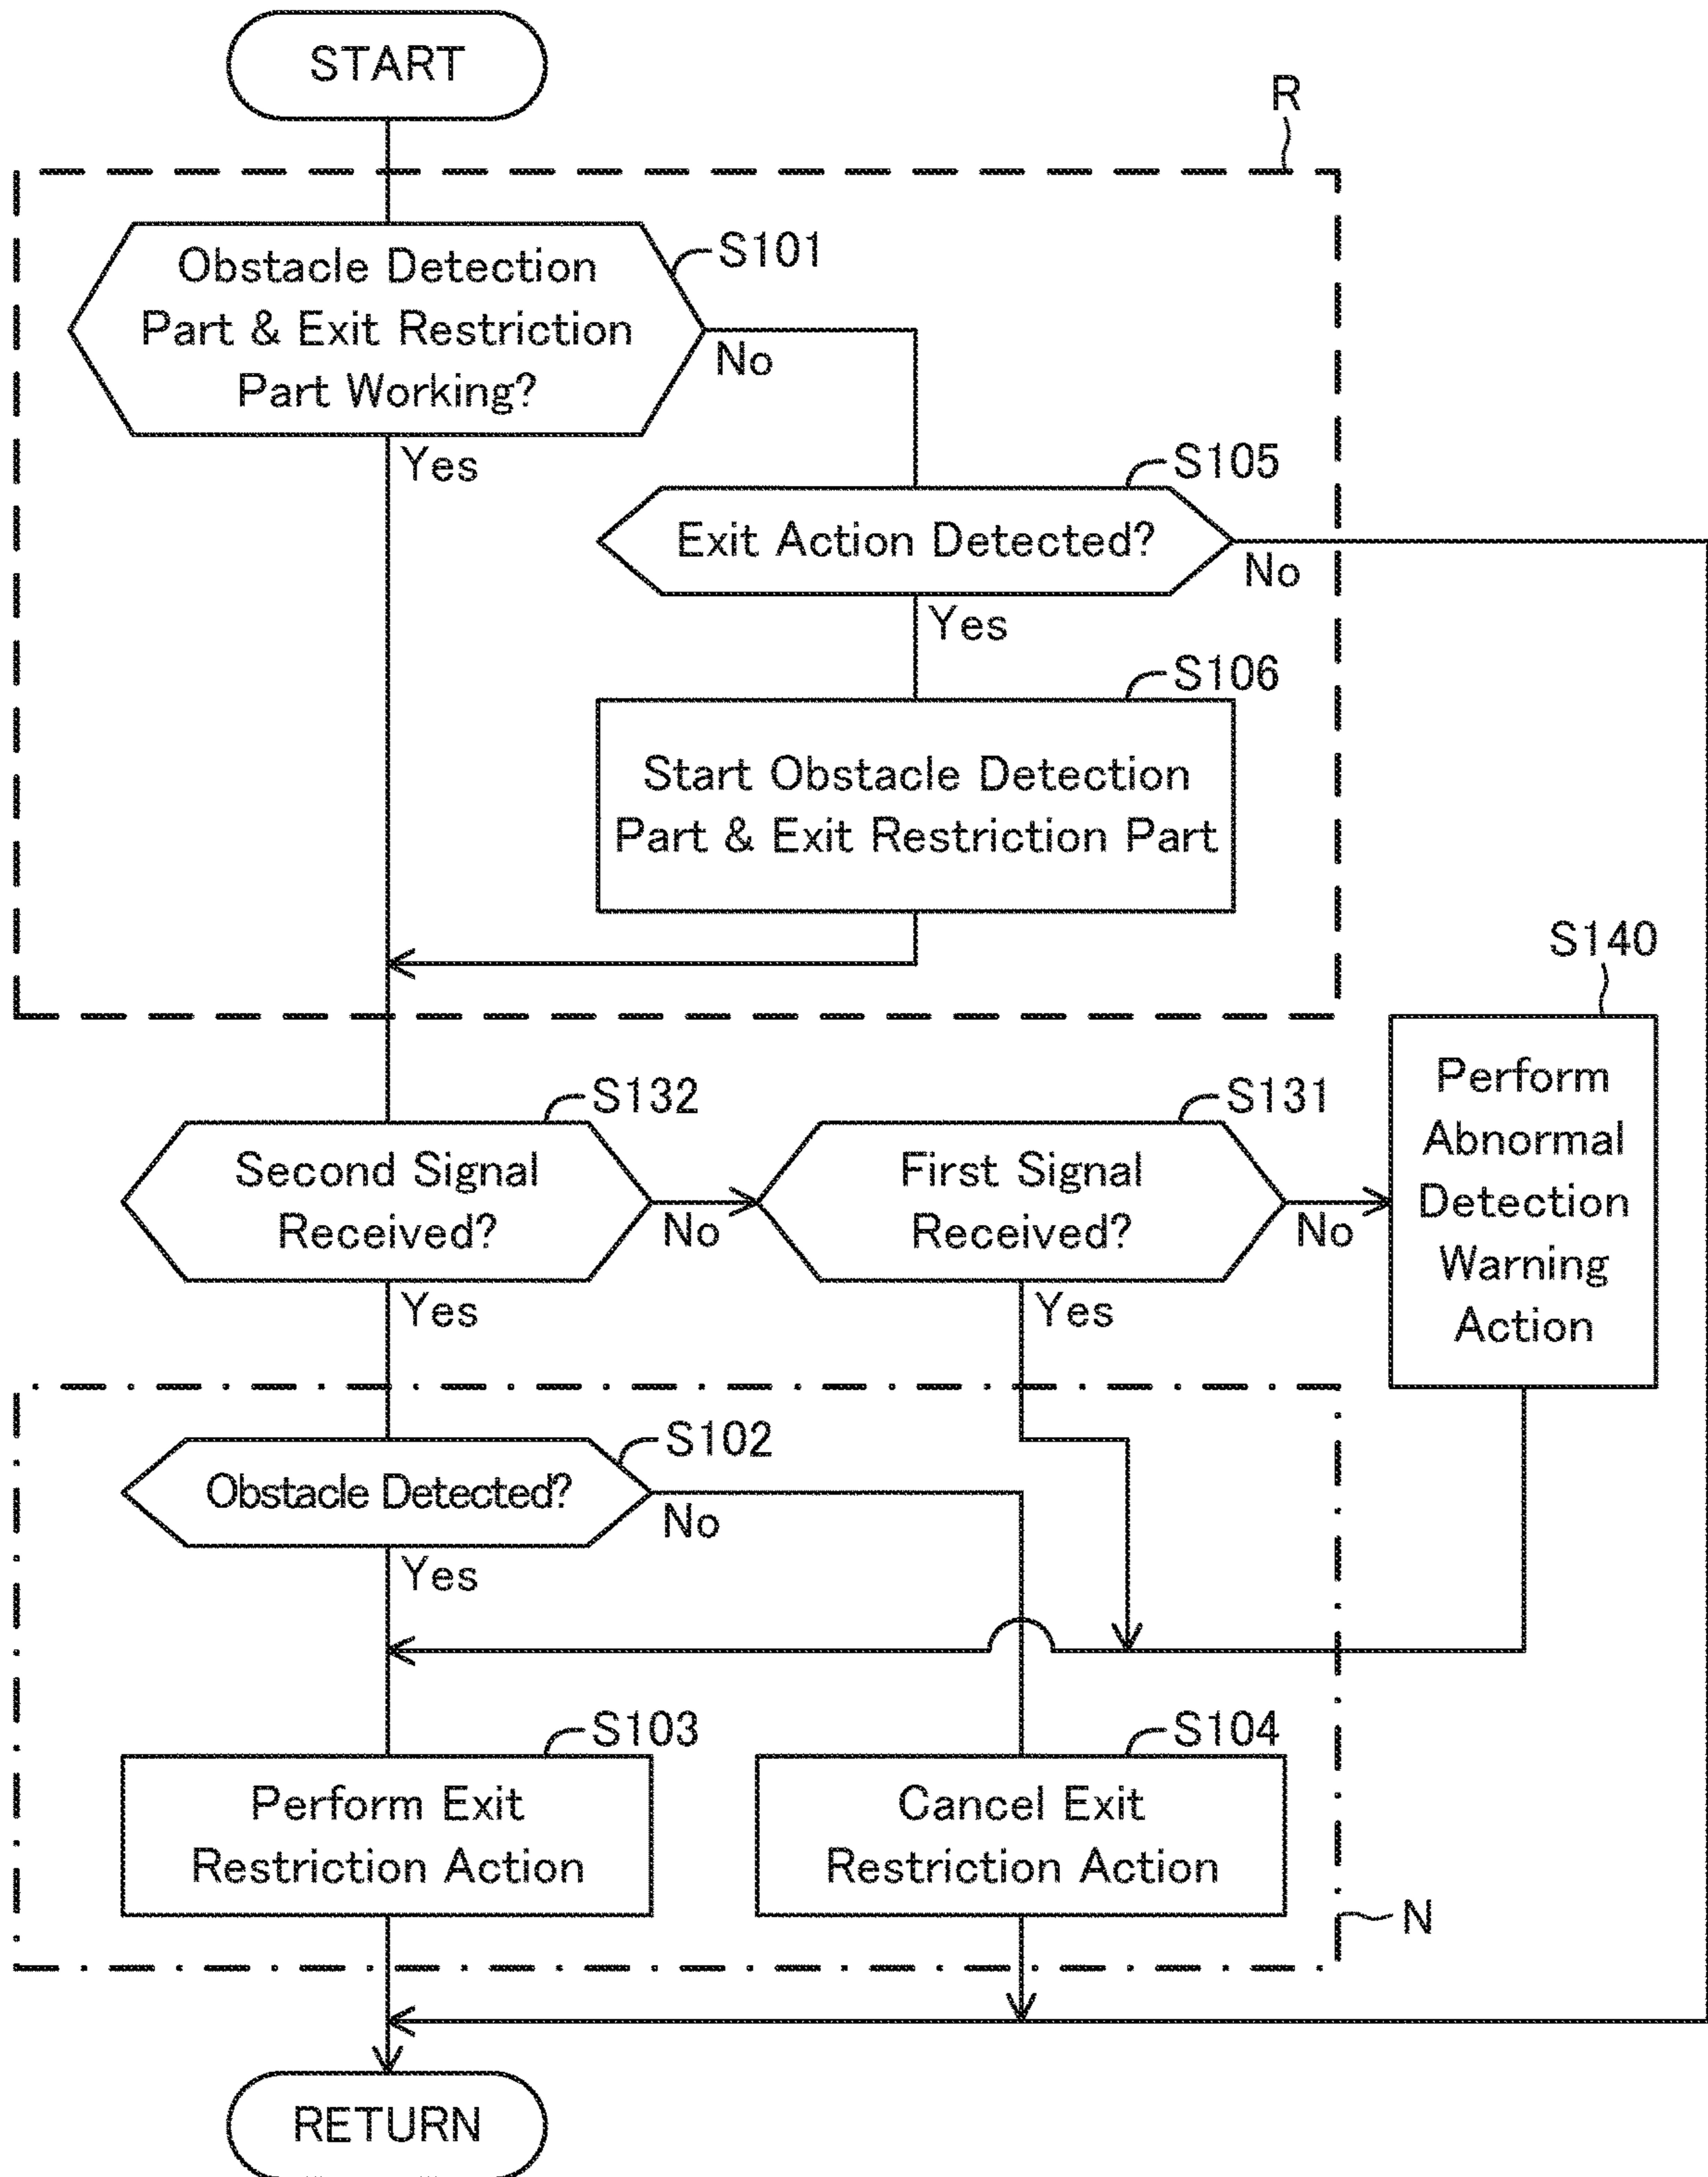 START
R
Obstacle Detection
Part & Exit Restriction
Part Working?
S101
No
Yes
S105
Exit Action Detected?
No
Yes
S106
Start Obstacle Detection
Part & Exit Restriction Part
S140
Perform
Abnormal
Detection
Warning
Action
S132
Second Signal
Received?
No
Yes
S131
First Signal
Received?
No
Yes
S102
Obstacle Detected?
No
Yes
S103
Perform Exit
Restriction Action
S104
Cancel Exit
Restriction Action
N
RETURN